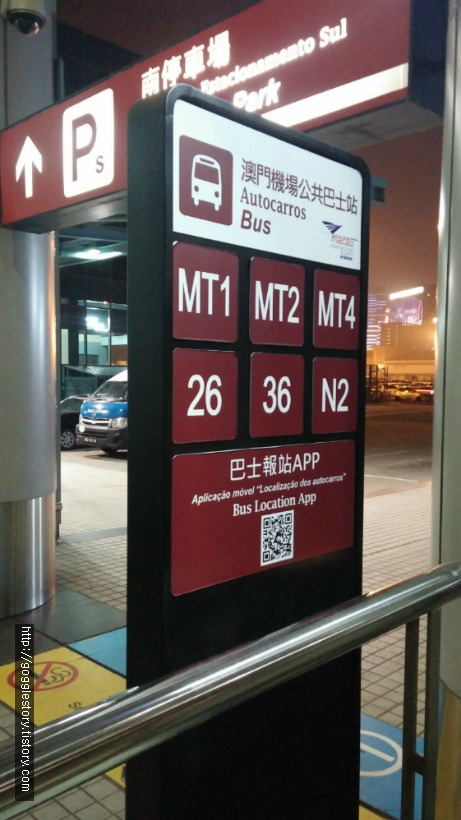 南停車場
Estacionamento Sul
Park
Ps
澳門機場公共巴士站
Autocarros
Bus
macau
MT1
MT2
MT4
26
36
N2
巴士報站APP
Aplicação móvel "Localização dos autocarros"
Bus Location App
http://gogglestory.tistory.com